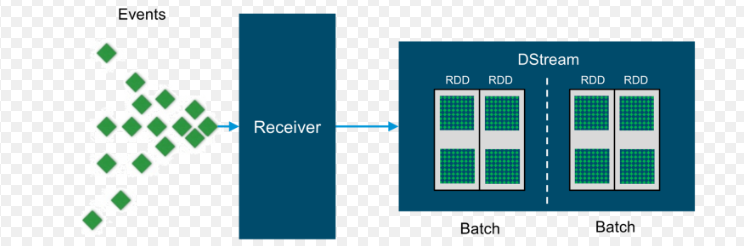 Events
Receiver
DStream
RDD RDD RDD RDD
Batch Batch